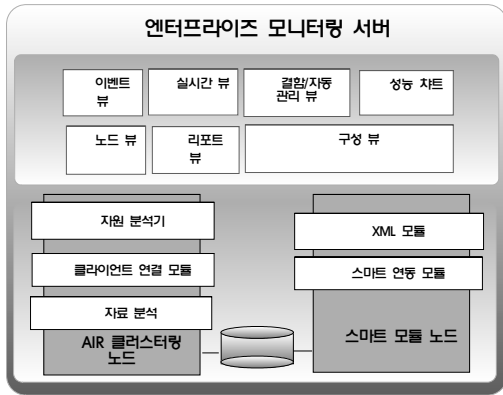 엔터프라이즈 모니터링 서버
이벤트
뷰
실시간 뷰
결함/자동
관리 뷰
성능 챠트
노드 뷰
리포트
뷰
구성 뷰
자원 분석기
클라이언트 연결 모듈
자료 분석
AIR 클러스터링
노드
XML 모듈
스마트 연동 모듈
스마트 모듈 노드